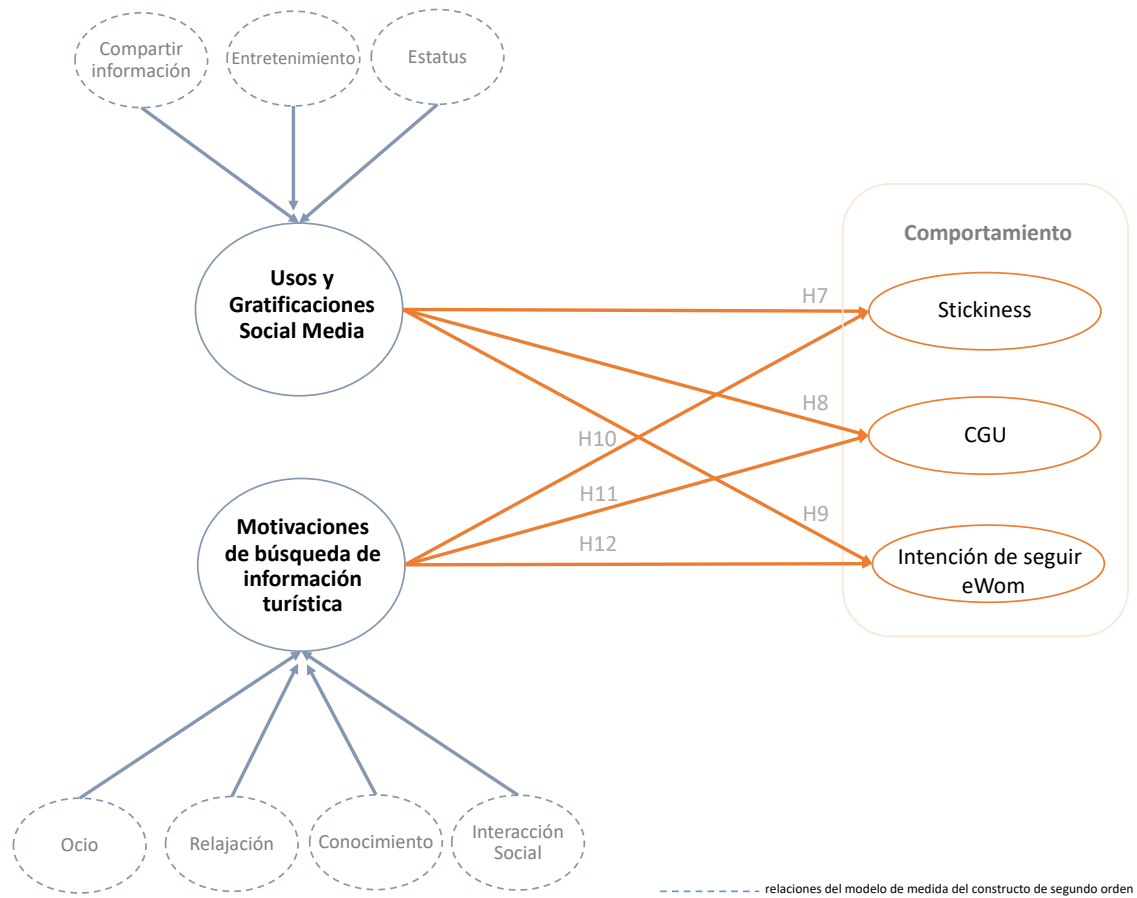 Compartir
información
Entretenimiento
Estatus
Usos y
Gratificaciones
Social Media
Comportamiento
H7
Stickiness
H8
CGU
H10
H11
H9
H12
Intención de seguir
eWom
Motivaciones
de búsqueda de
información
turística
Ocio
Relajación
Conocimiento
Interacción
Social
relaciones del modelo de medida del constructo de segundo orden